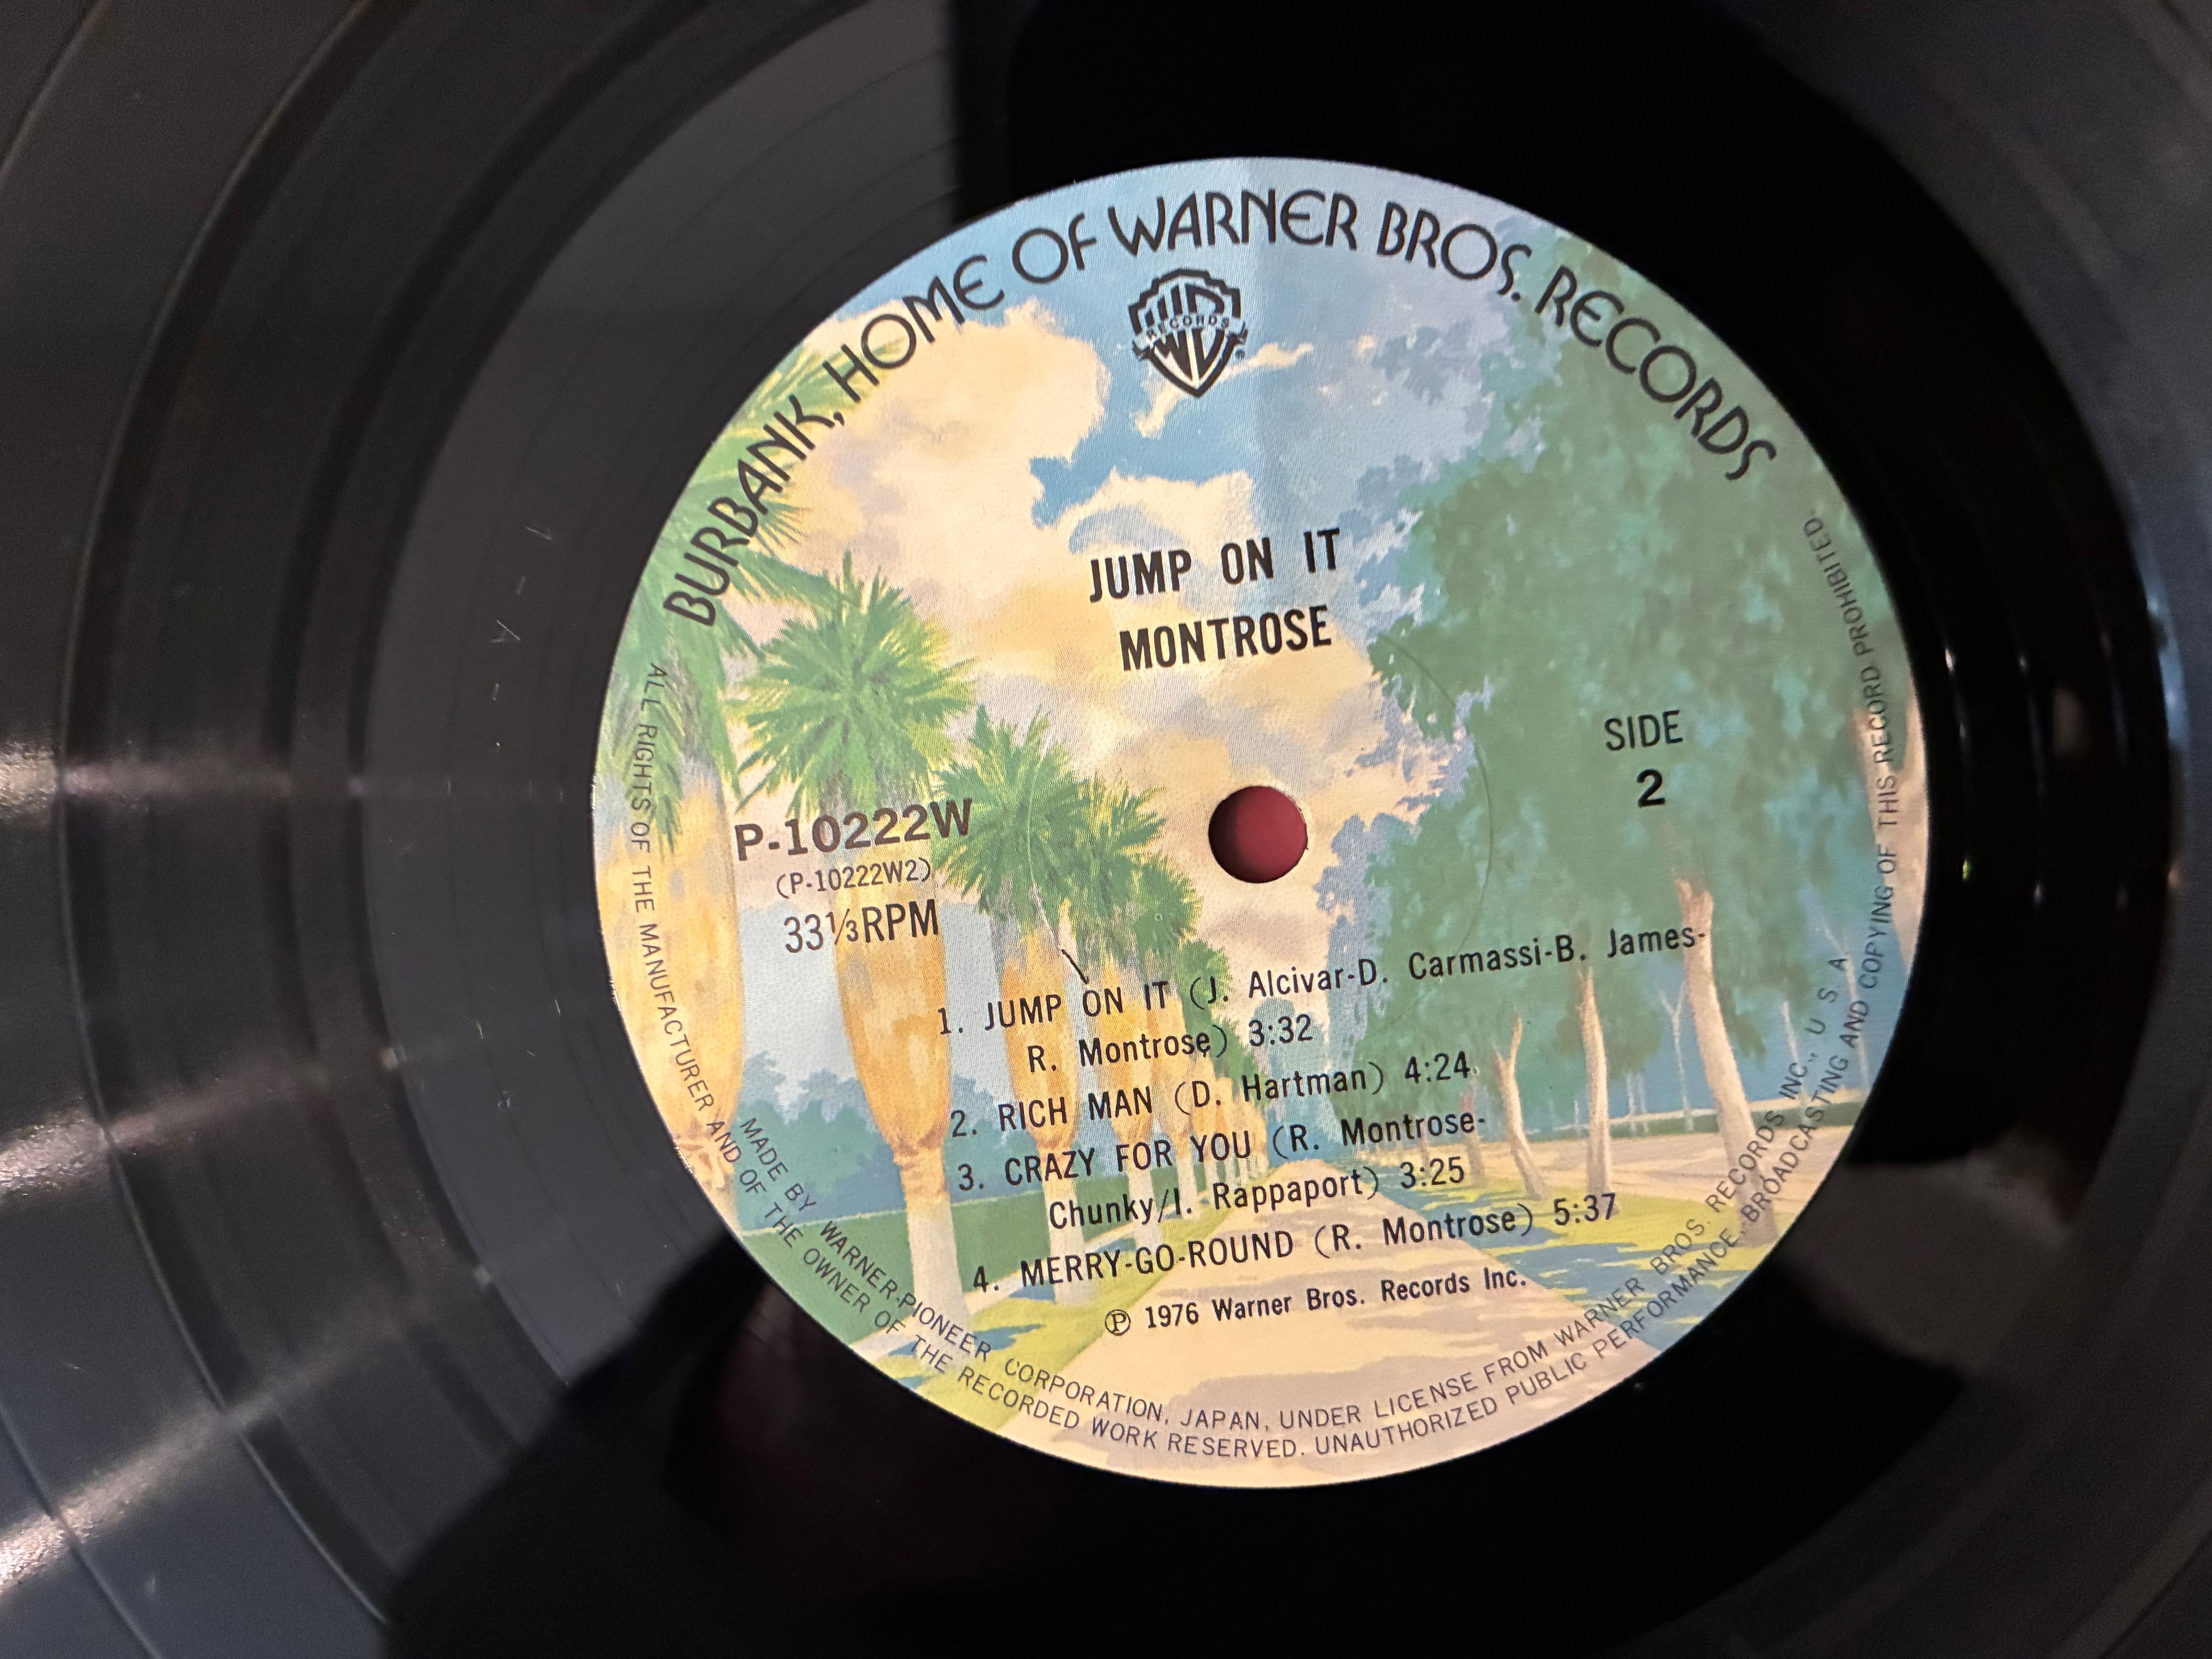 BURBANK, HOME OF WARNER BROS. RECORDS
WB
RECORDS
®
JUMP ON IT
MONTROSE
SIDE
2
P-10222W
(P-10222W2)
33⅓RPM
1. JUMP ON IT (J. Alcivar-D. Carmassi-B. James-
R. Montrose) 3:32
2. RICH MAN (D. Hartman) 4:24
3. CRAZY FOR YOU (R. Montrose-
Chunky/I. Rappaport) 3:25
4. MERRY-GO-ROUND (R. Montrose) 5:37
℗ 1976 Warner Bros. Records Inc.
MADE BY WARNER-PIONEER CORPORATION, JAPAN, UNDER LICENSE FROM WARNER BROS. RECORDS INC., U S A
ALL RIGHTS OF THE MANUFACTURER AND OF THE OWNER OF THE RECORDED WORK RESERVED. UNAUTHORIZED PUBLIC PERFORMANCE. BROADCASTING AND COPYING OF THIS RECORD PROHIBITED.